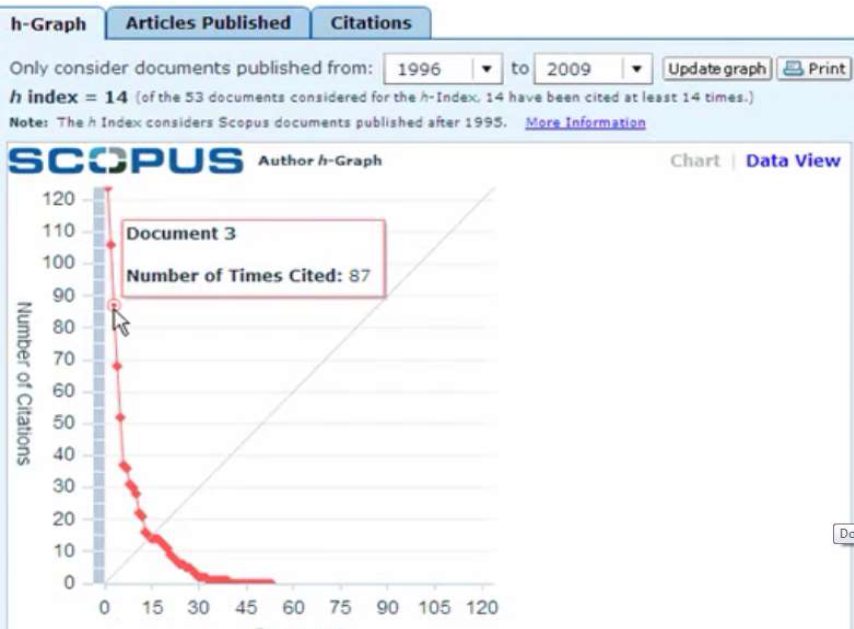 h-Graph Articles Published Citations
Only consider documents published from: 1996 to 2009 Update graph Print
h index = 14 (of the 53 documents considered for the h-Index, 14 have been cited at least 14 times.)
Note: The h Index considers Scopus documents published after 1995. More Information
SCOPUS Author h-Graph Chart | Data View
120
110
100
90
80
70
60
50
40
30
20
10
0
Document 3
Number of Times Cited: 87
Number of Citations
0 15 30 45 60 75 90 105 120